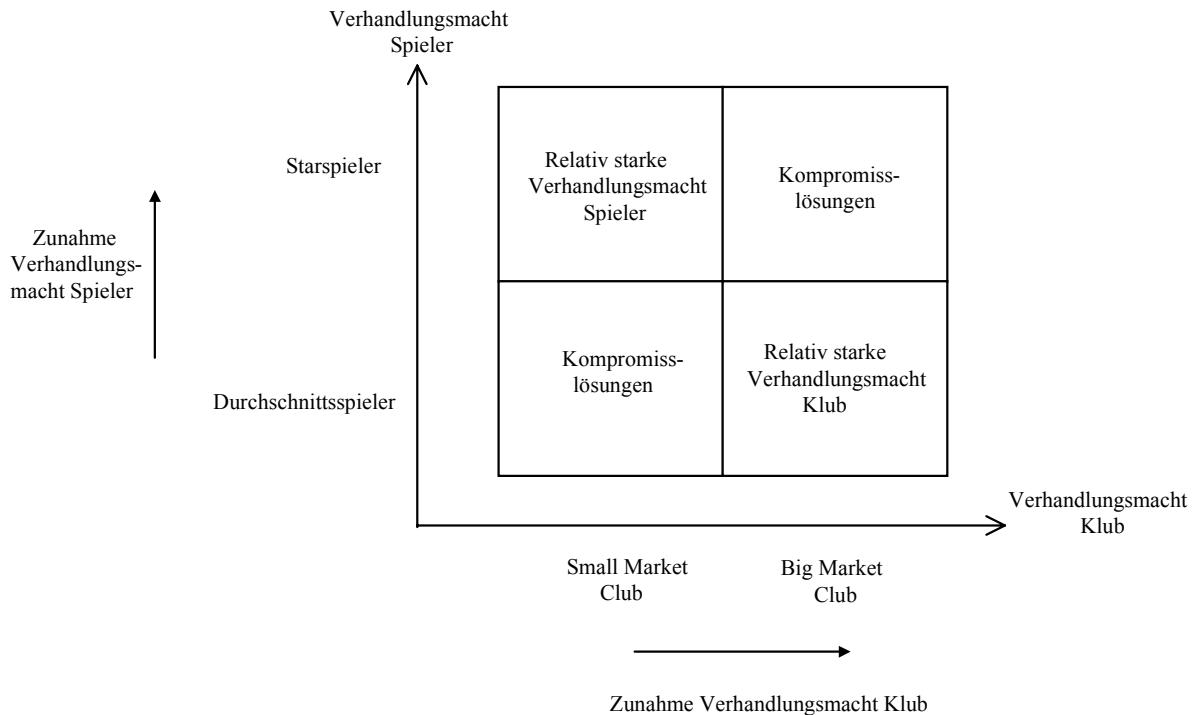 Verhandlungsmacht
Spieler
Starspieler
Relativ starke
Verhandlungsmacht
Spieler
Kompromiss-
lösungen
Zunahme
Verhandlungs-
macht Spieler
Durchschnittsspieler
Kompromiss-
lösungen
Relativ starke
Verhandlungsmacht
Klub
Verhandlungsmacht
Klub
Small Market
Club
Big Market
Club
Zunahme Verhandlungsmacht Klub